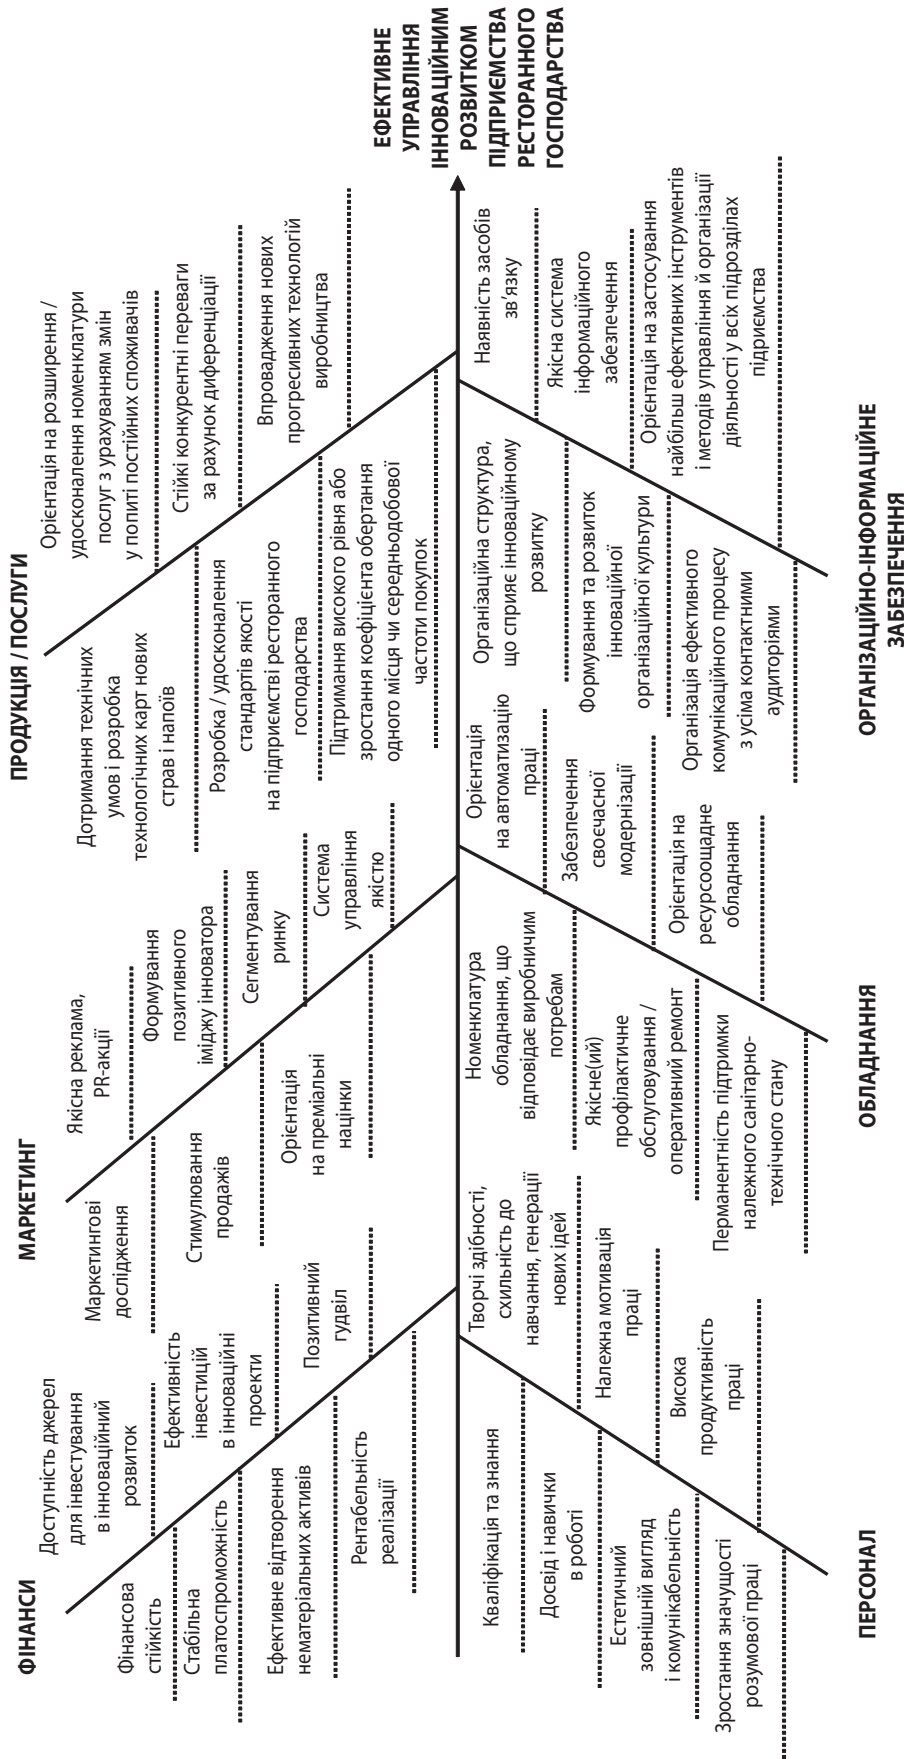 ФІНАНСИ
Доступність джерел
для інвестування
в інноваційний
розвиток
Ефективність
інвестицій
в інноваційні
проекти
Позитивний
гудвіл
Фінансова
стійкість
Стабільна
платоспроможність
Ефективне відтворення
нематеріальних активів
Рентабельність
реалізації
МАРКЕТИНГ
Якісна реклама,
PR-акції
Формування
позитивного
іміджу інноватора
Сегментування
ринку
Система
управління
якістю
Маркетингові
дослідження
Стимулювання
продажів
Орієнтація
на преміальні
націнки
ПРОДУКЦІЯ / ПОСЛУГИ
Орієнтація на розширення /
удосконалення номенклатури
послуг з урахуванням змін
у попиті постійних споживачів
Стійкі конкурентні переваги
за рахунок диференціації
Впровадження нових
прогресивних технологій
виробництва
Дотримання технічних
умов і розробка
технологічних карт нових
страв і напоїв
Розробка / удосконалення
стандартів якості
на підприємстві ресторанного
господарства
Підтримання високого рівня або
зростання коефіцієнта обертання
одного місця чи середньодобової
частоти покупок
ЕФЕКТИВНЕ
УПРАВЛІННЯ
ІННОВАЦІЙНИМ
РОЗВИТКОМ
ПІДПРИЄМСТВА
РЕСТОРАННОГО
ГОСПОДАРСТВА
Кваліфікація та знання
Досвід і навички
в роботі
Естетичний
зовнішній вигляд
і комунікабельність
Зростання значущості
розумової праці
Творчі здібності,
схильність до
навчання, генерації
нових ідей
Належна мотивація
праці
Висока
продуктивність
праці
ПЕРСОНАЛ
Номенклатура
обладнання, що
відповідає виробничим
потребам
Якісне(ий)
профілактичне
обслуговування /
оперативний ремонт
Перманентність підтримки
належного санітарно-
технічного стану
Орієнтація
на автоматизацію
праці
Забезпечення
своєчасної
модернізації
Орієнтація на
ресурсоощадне
обладнання
ОБЛАДНАННЯ
Організаційна структура,
що сприяє інноваційному
розвитку
Формування та розвиток
інноваційної
організаційної культури
Організація ефективного
комунікаційного процесу
з усіма контактними
аудиторіями
Наявність засобів
зв’язку
Якісна система
інформаційного
забезпечення
Орієнтація на застосування
найбільш ефективних інструментів
і методів управління й організації
діяльності у всіх підрозділах
підприємства
ОРГАНІЗАЦІЙНО-ІНФОРМАЦІЙНЕ
ЗАБЕЗПЕЧЕННЯ